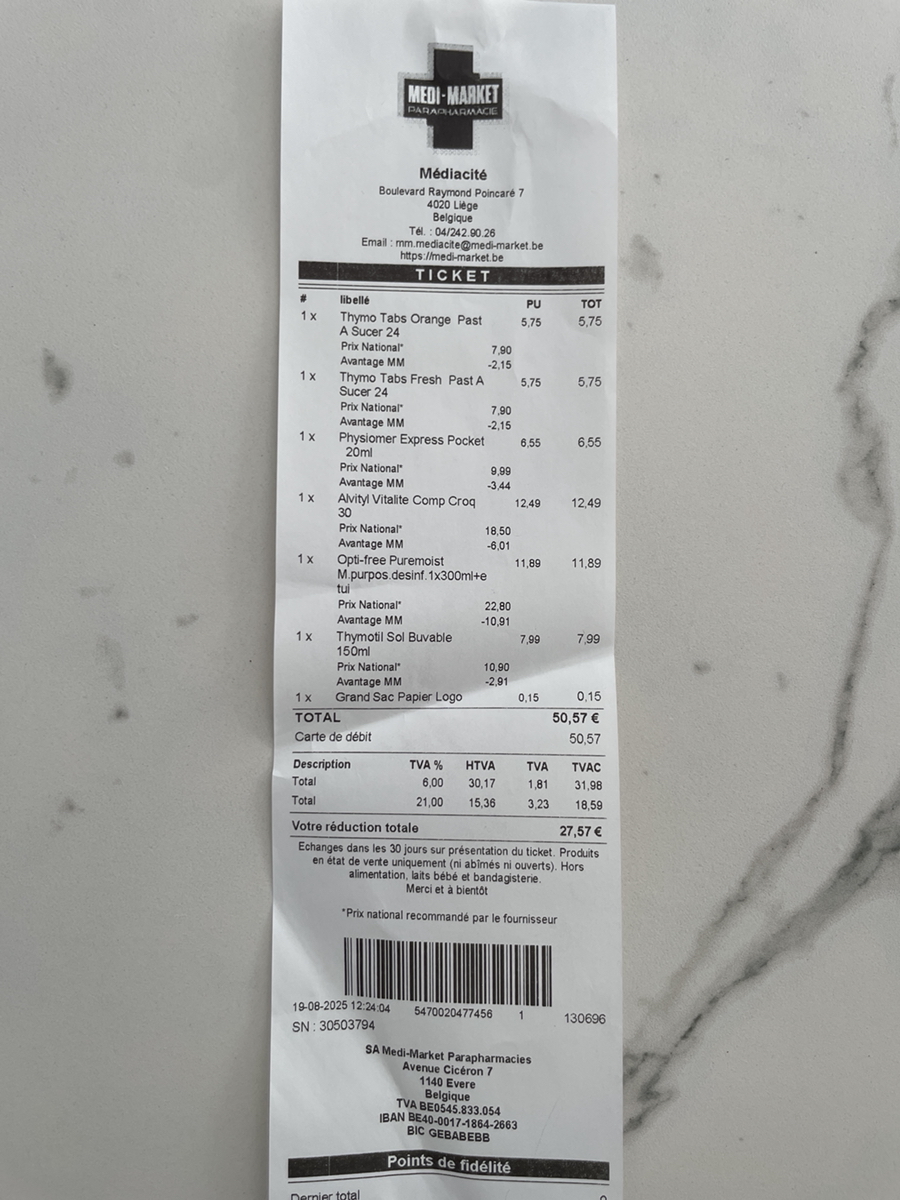 MEDI-MARKET
PARAPHARMACIE
Médiacité
Boulevard Raymond Poincaré 7
4020 Liège
Belgique
Tél. : 04/242.90.26
Email : mm.mediacite@medi-market.be
https://medi-market.be
TICKET
# libellé PU TOT
1 x Thymo Tabs Orange Past 5,75 5,75
A Sucer 24
Prix National* 7,90
Avantage MM -2,15
1 x Thymo Tabs Fresh Past A 5,75 5,75
Sucer 24
Prix National* 7,90
Avantage MM -2,15
1 x Physiomer Express Pocket 6,55 6,55
20ml
Prix National* 9,99
Avantage MM -3,44
1 x Alvityl Vitalite Comp Croq 12,49 12,49
30
Prix National* 18,50
Avantage MM -6,01
1 x Opti-free Puremoist 11,89 11,89
M.purpos.desinf.1x300ml+e
tui
Prix National* 22,80
Avantage MM -10,91
1 x Thymotil Sol Buvable 7,99 7,99
150ml
Prix National* 10,90
Avantage MM -2,91
1 x Grand Sac Papier Logo 0,15 0,15
TOTAL 50,57 €
Carte de débit 50,57
Description TVA % HTVA TVA TVAC
Total 6,00 30,17 1,81 31,98
Total 21,00 15,36 3,23 18,59
Votre réduction totale 27,57 €
Echanges dans les 30 jours sur présentation du ticket. Produits
en état de vente uniquement (ni abîmés ni ouverts). Hors
alimentation, laits bébé et bandagisterie.
Merci et à bientôt
*Prix national recommandé par le fournisseur
19-08-2025 12:24:04 5470020477456 1 130696
SN : 30503794
SA Medi-Market Parapharmacies
Avenue Cicéron 7
1140 Evere
Belgique
TVA BE0545.833.054
IBAN BE40-0017-1864-2663
BIC GEBABEBB
Points de fidélité
Dernier total 0